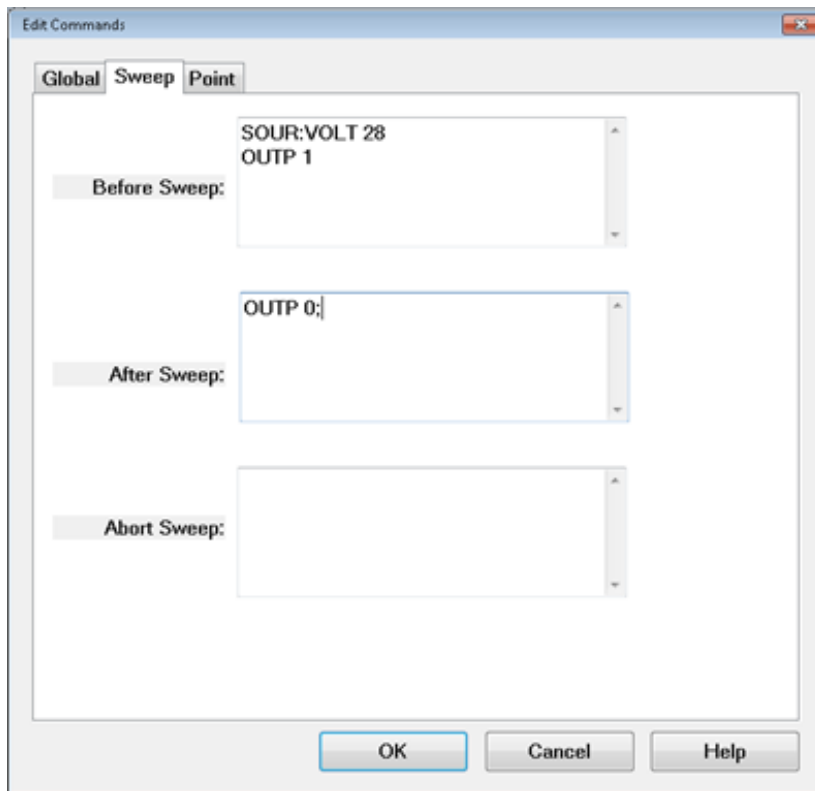 Edit Commands
Global Sweep Point
SOUR:VOLT 28
OUTP 1
Before Sweep:
OUTP 0;
After Sweep:
Abort Sweep:
OK Cancel Help